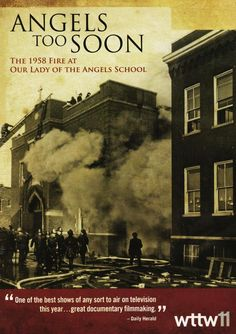 ANGELS
TOO SOON
THE 1958 FIRE AT
OUR LADY OF THE ANGELS SCHOOL
“One of the best shows of any sort to air on television
this year...great documentary filmmaking.”
– Daily Herald
wttw11